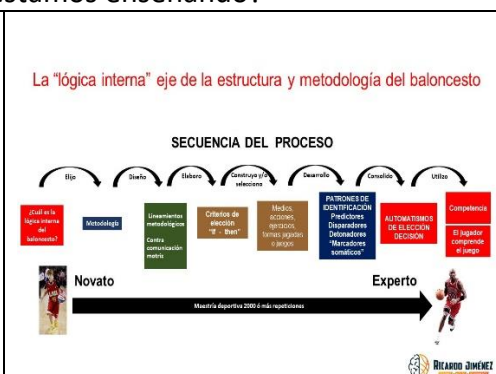 estamos enseñando?
La “lógica interna” eje de la estructura y metodología del baloncesto
SECUENCIA DEL PROCESO
Elijo
Diseño
Elaboro
Construyo y/o
selecciono
Desarrollo
Consolido
Utilizo
¿Cuál es la
lógica interna
del
baloncesto?
Metodología
Lineamientos
metodológicos
Contra
comunicación
motriz
Criterios de
elección
“If - then”
Medios,
acciones,
ejercicios,
formas jugadas
o juegos
PATRONES DE
IDENTIFICACIÓN
Predictores
Disparadores
Detonadores
“Marcadores
somáticos”
AUTOMATISMOS
DE ELECCIÓN
DECISIÓN
Competencia
El jugador
comprende
el juego
Novato
Experto
Maestría deportiva 2000 ó más repeticiones
RICARDO JIMÉNEZ